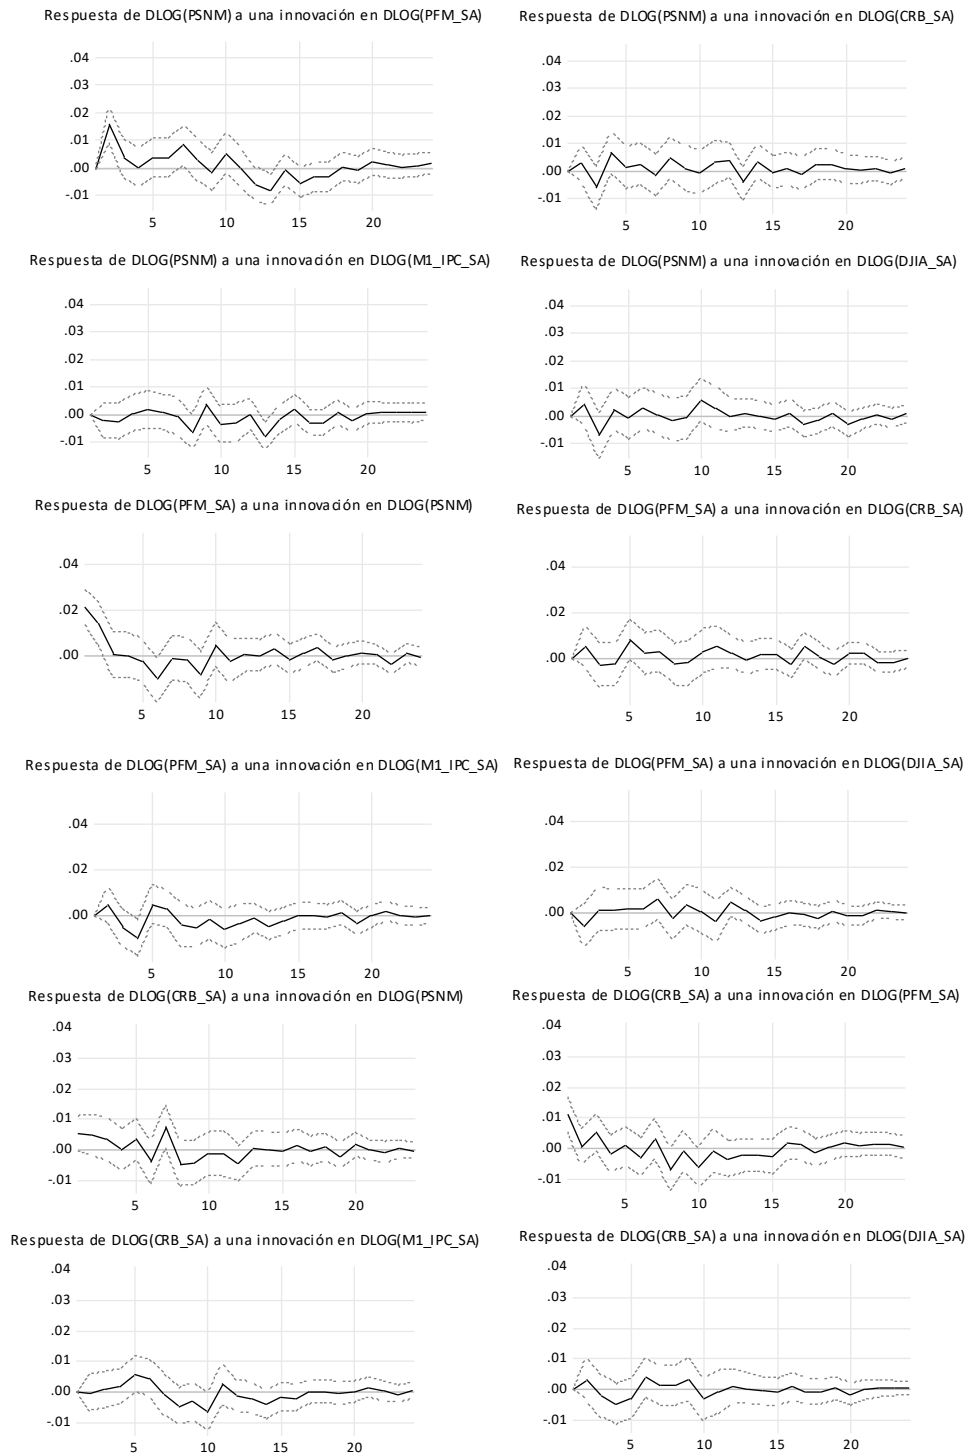 Respuesta de DLOG(PSNM) a una innovación en DLOG(PFM_SA)
.04
.03
.02
.01
.00
-.01
5 10 15 20
Respuesta de DLOG(PSNM) a una innovación en DLOG(CRB_SA)
.04
.03
.02
.01
.00
-.01
5 10 15 20
Respuesta de DLOG(PSNM) a una innovación en DLOG(M1_IPC_SA)
.04
.03
.02
.01
.00
-.01
5 10 15 20
Respuesta de DLOG(PSNM) a una innovación en DLOG(DJIA_SA)
.04
.03
.02
.01
.00
-.01
5 10 15 20
Respuesta de DLOG(PFM_SA) a una innovación en DLOG(PSNM)
.04
.02
.00
5 10 15 20
Respuesta de DLOG(PFM_SA) a una innovación en DLOG(CRB_SA)
.04
.02
.00
5 10 15 20
Respuesta de DLOG(PFM_SA) a una innovación en DLOG(M1_IPC_SA)
.04
.02
.00
5 10 15 20
Respuesta de DLOG(PFM_SA) a una innovación en DLOG(DJIA_SA)
.04
.02
.00
5 10 15 20
Respuesta de DLOG(CRB_SA) a una innovación en DLOG(PSNM)
.04
.03
.02
.01
.00
-.01
5 10 15 20
Respuesta de DLOG(CRB_SA) a una innovación en DLOG(PFM_SA)
.04
.03
.02
.01
.00
-.01
5 10 15 20
Respuesta de DLOG(CRB_SA) a una innovación en DLOG(M1_IPC_SA)
.04
.03
.02
.01
.00
-.01
5 10 15 20
Respuesta de DLOG(CRB_SA) a una innovación en DLOG(DJIA_SA)
.04
.03
.02
.01
.00
-.01
5 10 15 20